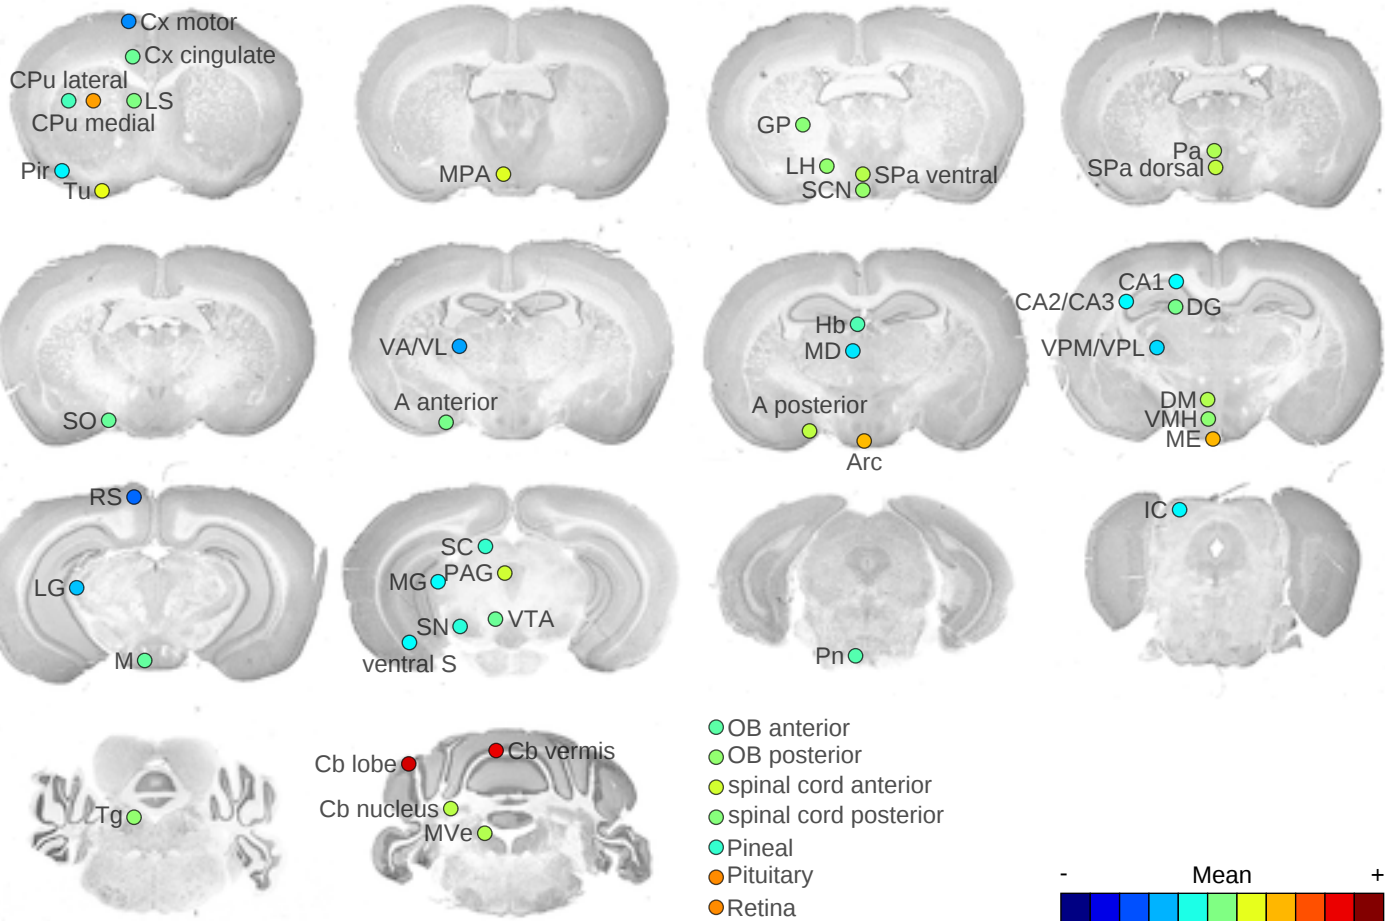 Cx motor
Cx cingulate
CPu lateral
LS
CPu medial
Pir
Tu
MPA
GP
LH
SPa ventral
SCN
Pa
SPa dorsal
SO
VA/VL
A anterior
Hb
MD
A posterior
Arc
CA1
CA2/CA3
DG
VPM/VPL
DM
VMH
ME
RS
LG
M
SC
MG
PAG
SN
VTA
ventral S
Pn
IC
Tg
Cb lobe
Cb vermis
Cb nucleus
MVe
OB anterior
OB posterior
spinal cord anterior
spinal cord posterior
Pineal
Pituitary
Retina
- Mean +